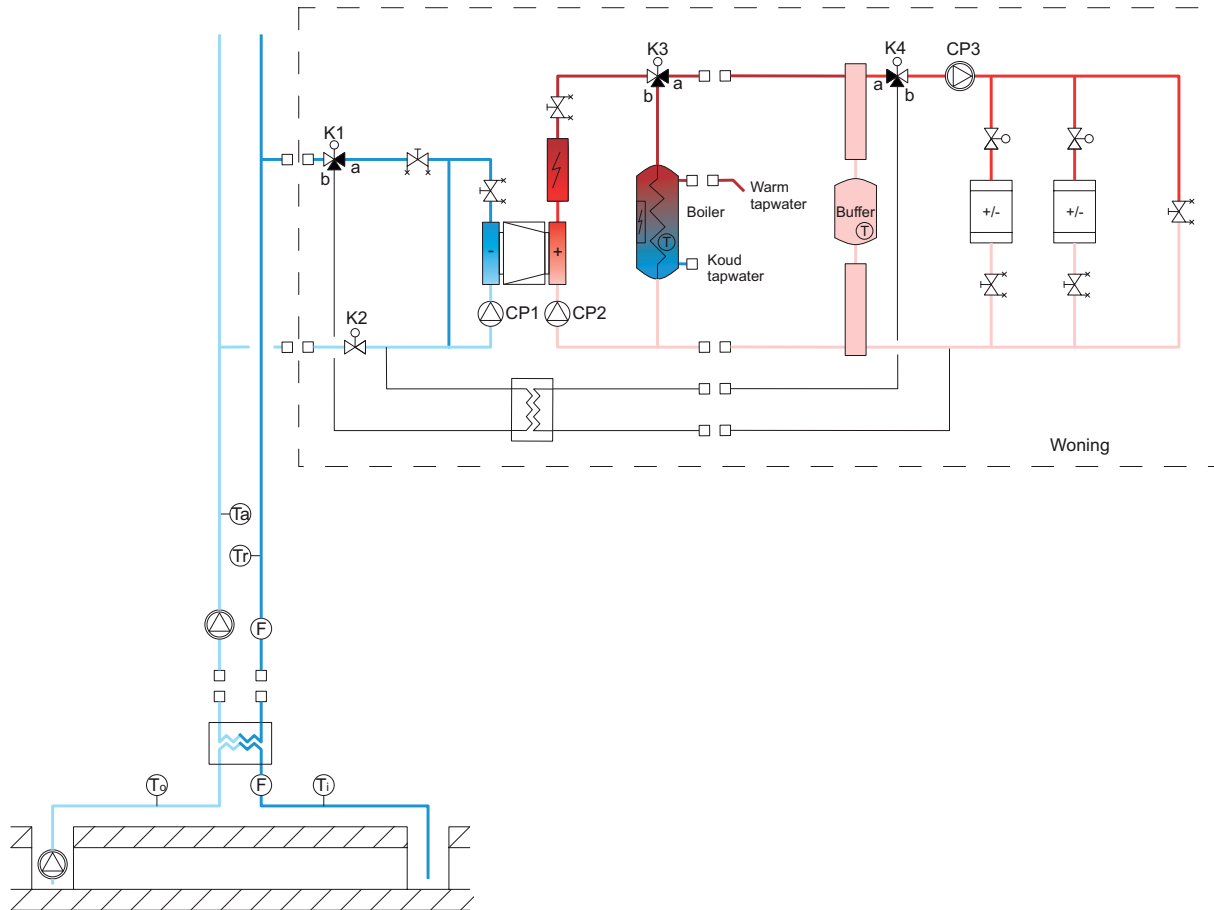 K3
K4
CP3
a
b
a
b
K1
a
b
Warm
tapwater
Boiler
Buffer
T
T
+/-
+/-
-
+
Koud
tapwater
CP1
CP2
K2
Woning
Ta
Tr
F
To
F
Ti